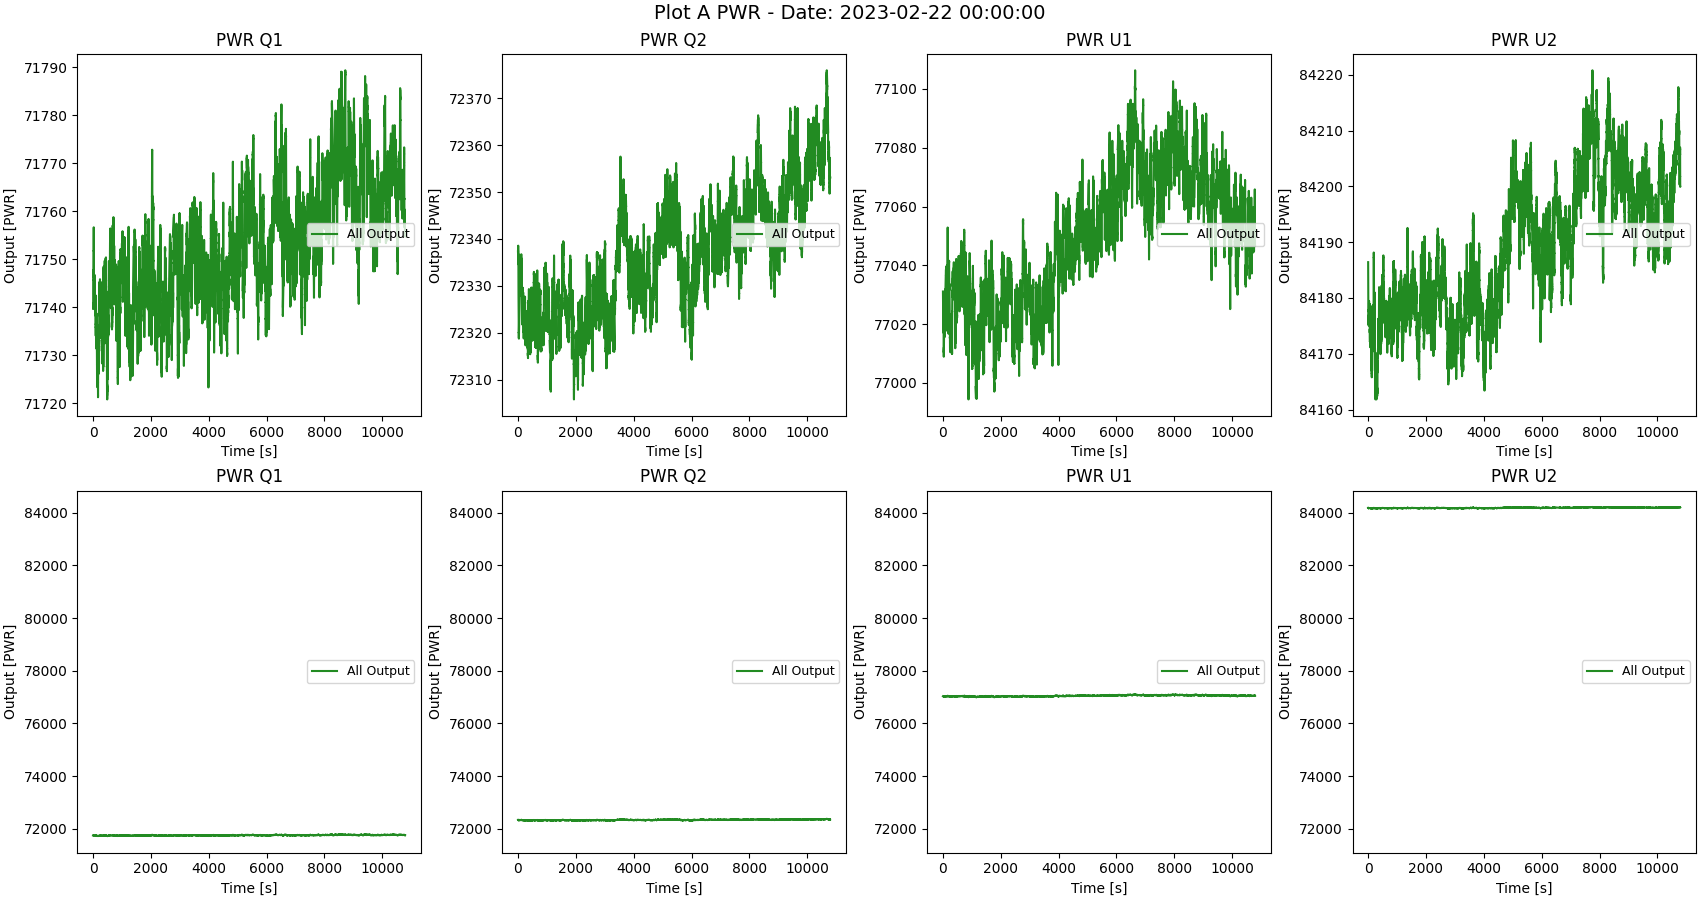 Plot A PWR - Date: 2023-02-22 00:00:00
PWR Q1
PWR Q2
PWR U1
PWR U2
Output [PWR]
71790
71780
71770
71760
71750
71740
71730
71720
All Output
0 2000 4000 6000 8000 10000
Time [s]
Output [PWR]
72370
72360
72350
72340
72330
72320
72310
All Output
0 2000 4000 6000 8000 10000
Time [s]
Output [PWR]
77100
77080
77060
77040
77020
77000
All Output
0 2000 4000 6000 8000 10000
Time [s]
Output [PWR]
84220
84210
84200
84190
84180
84170
84160
All Output
0 2000 4000 6000 8000 10000
Time [s]
PWR Q1
PWR Q2
PWR U1
PWR U2
Output [PWR]
84000
82000
80000
78000
76000
74000
72000
All Output
0 2000 4000 6000 8000 10000
Time [s]
Output [PWR]
84000
82000
80000
78000
76000
74000
72000
All Output
0 2000 4000 6000 8000 10000
Time [s]
Output [PWR]
84000
82000
80000
78000
76000
74000
72000
All Output
0 2000 4000 6000 8000 10000
Time [s]
Output [PWR]
84000
82000
80000
78000
76000
74000
72000
All Output
0 2000 4000 6000 8000 10000
Time [s]